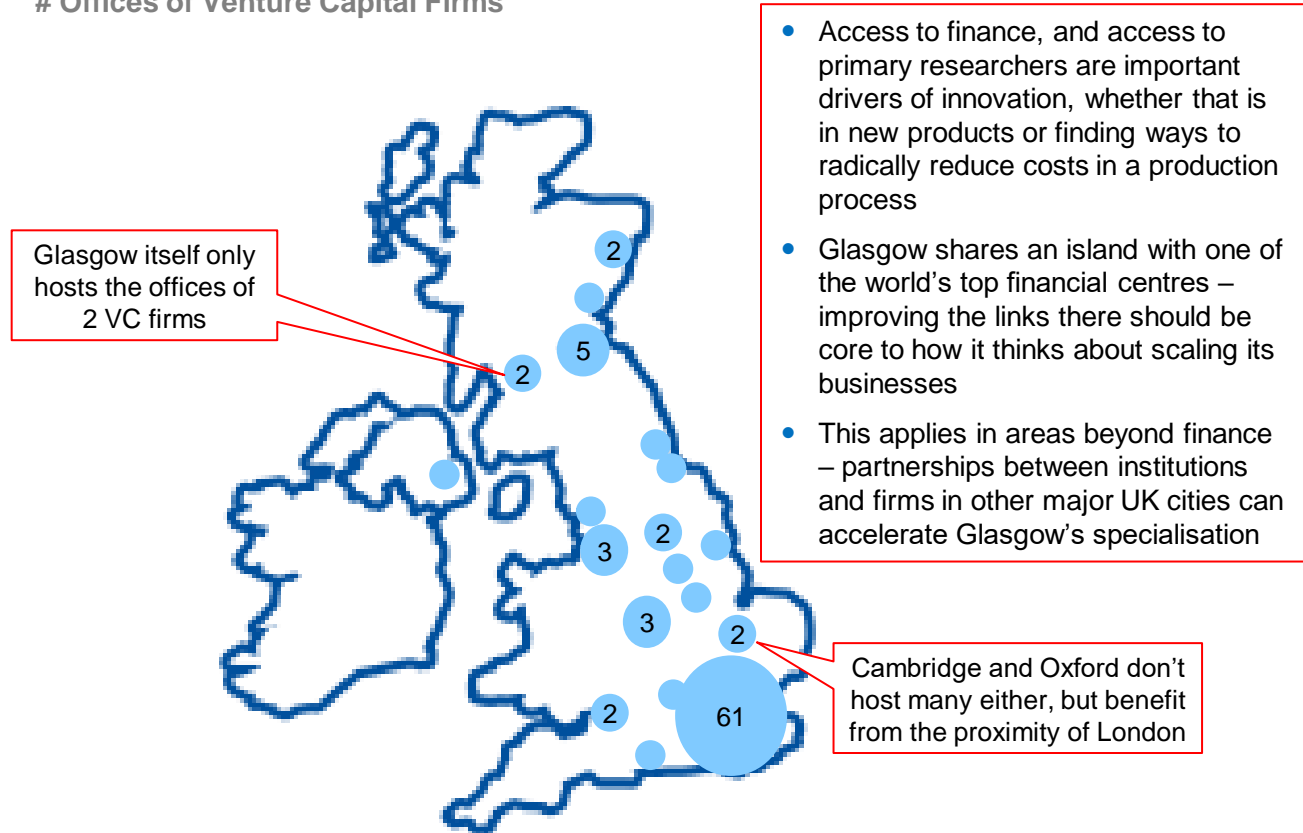 # Offices of Venture Capital Firms
• Access to finance, and access to
primary researchers are important
drivers of innovation, whether that is
in new products or finding ways to
radically reduce costs in a production
process
• Glasgow shares an island with one of
the world’s top financial centres –
improving the links there should be
core to how it thinks about scaling its
businesses
• This applies in areas beyond finance
– partnerships between institutions
and firms in other major UK cities can
accelerate Glasgow’s specialisation
Glasgow itself only
hosts the offices of
2 VC firms
2
5
2
2
3
3
2
2
61
Cambridge and Oxford don’t
host many either, but benefit
from the proximity of London